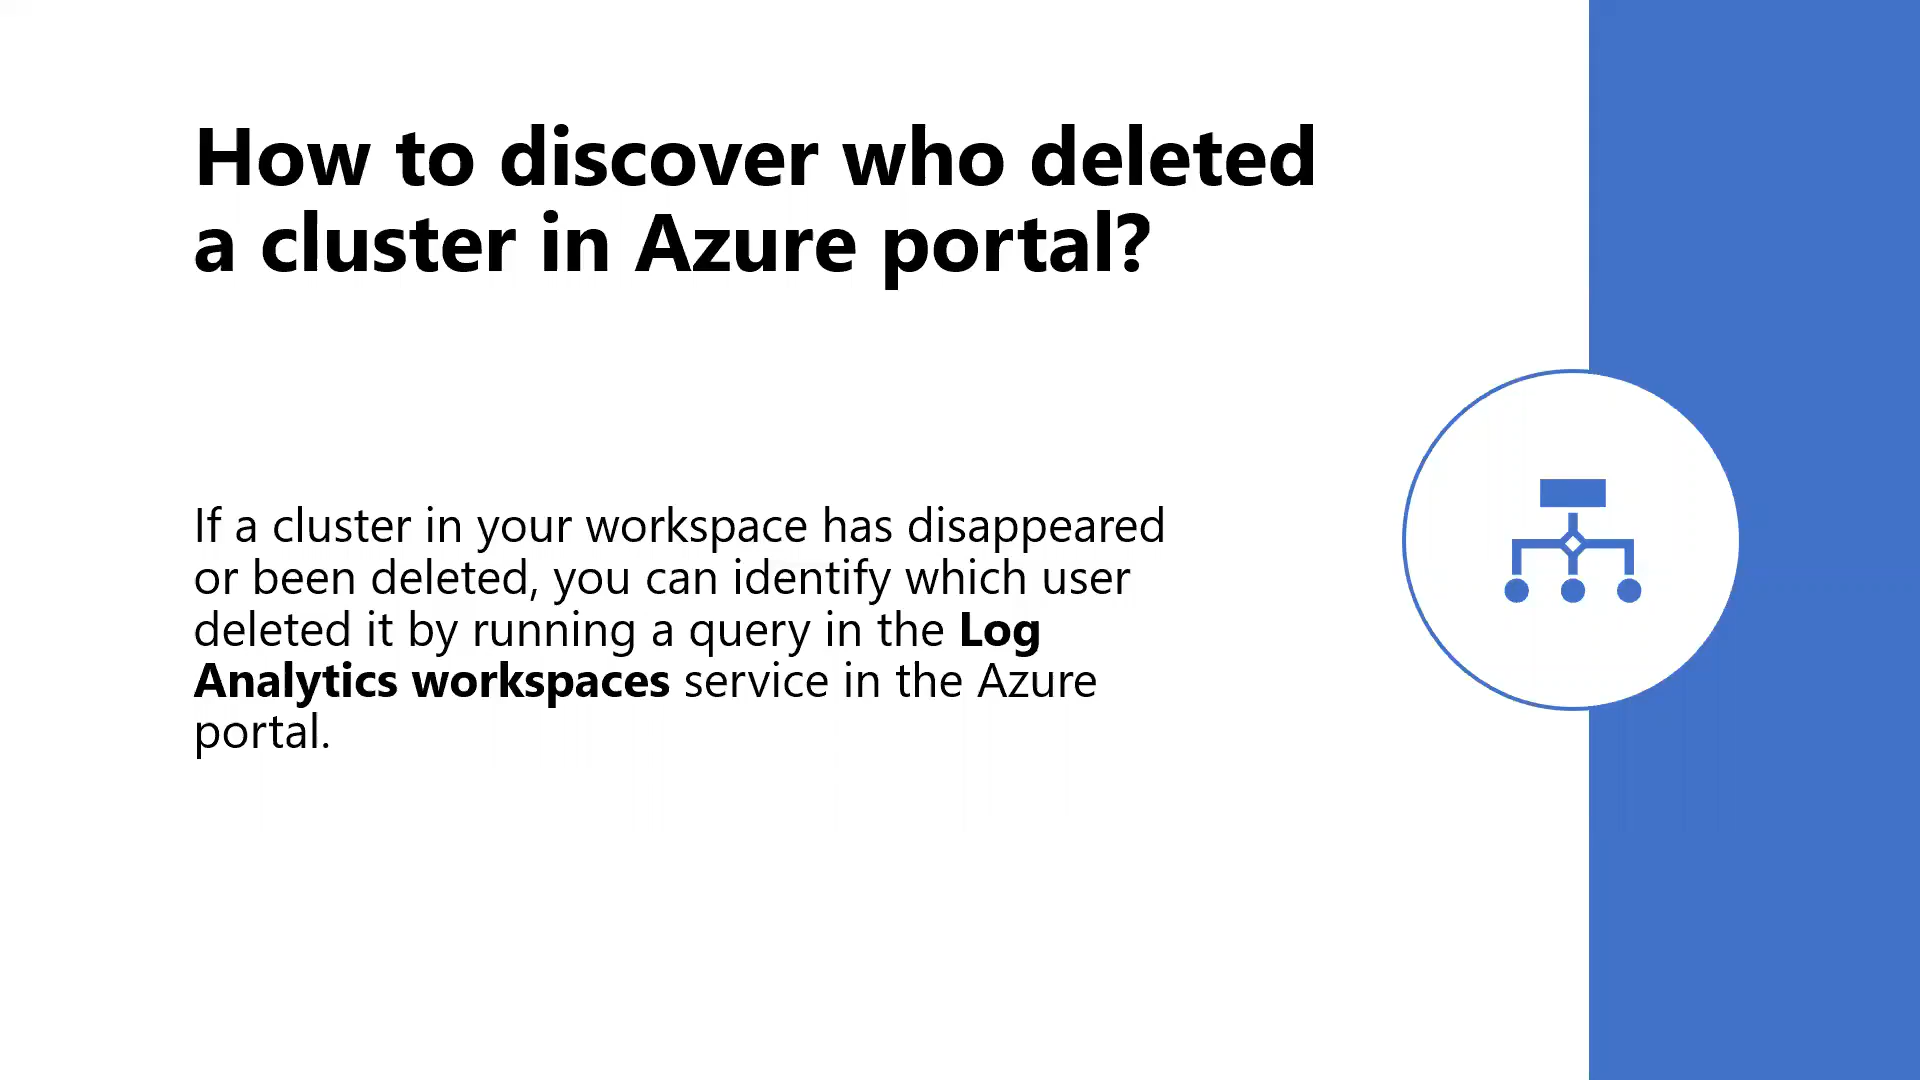 How to discover who deleted
a cluster in Azure portal?
If a cluster in your workspace has disappeared
or been deleted, you can identify which user
deleted it by running a query in the Log
Analytics workspaces service in the Azure
portal.